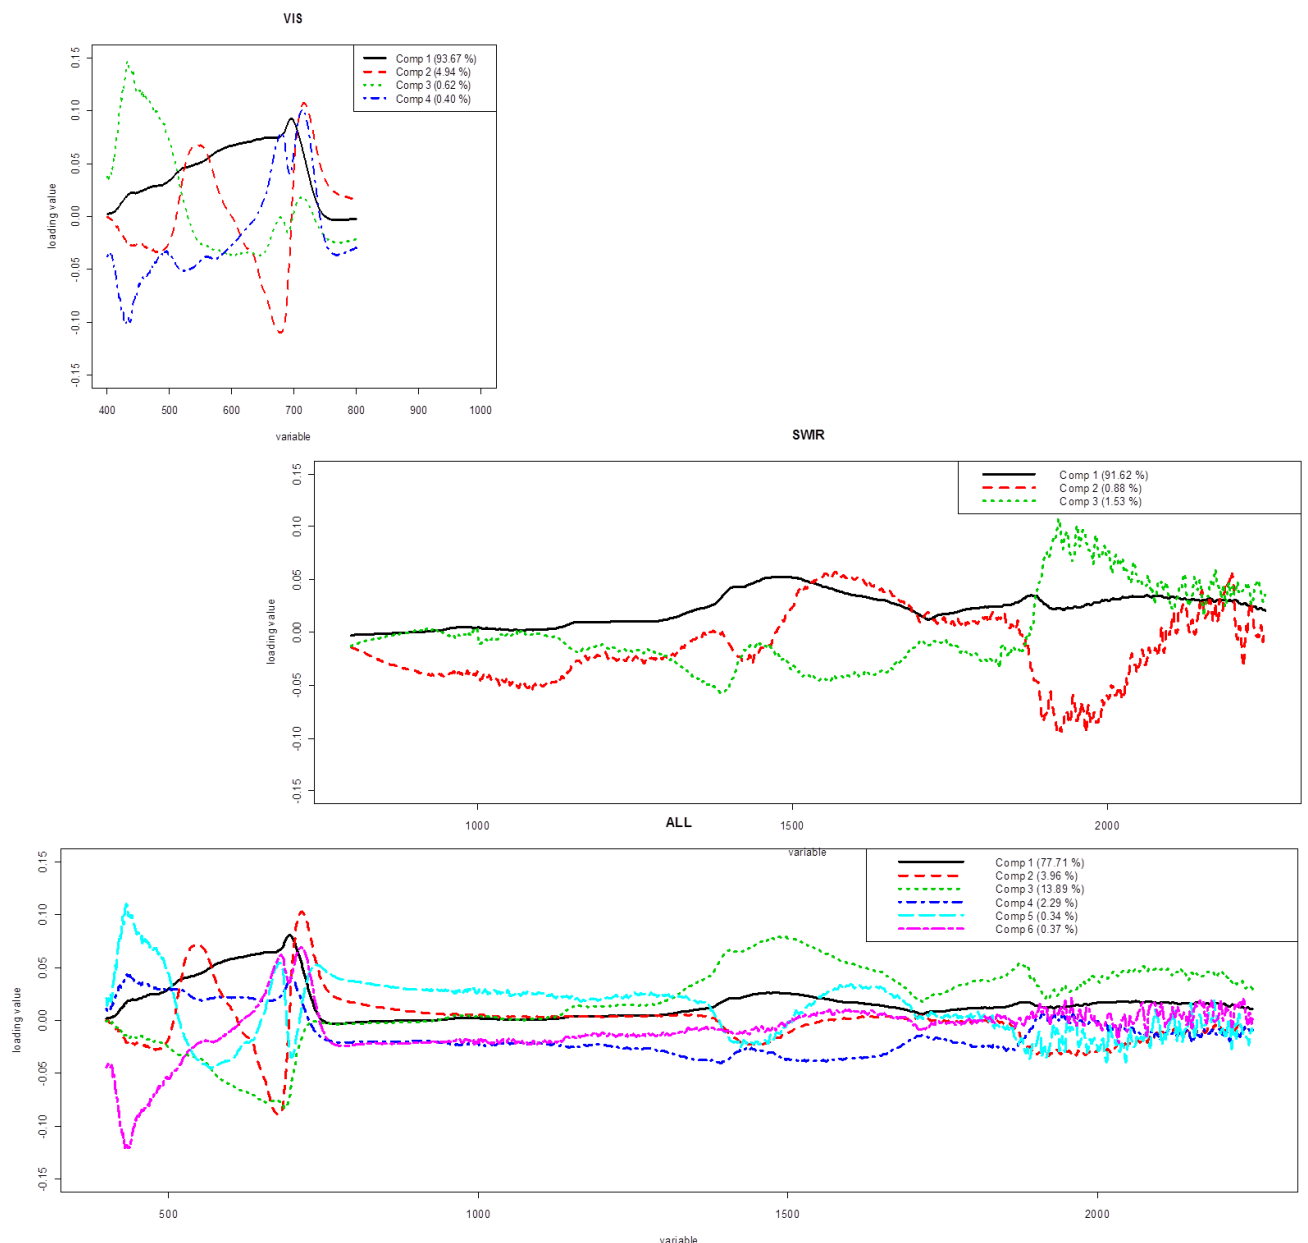 VIS
Comp 1 (93.67 %)
Comp 2 (4.94 %)
Comp 3 (0.62 %)
Comp 4 (0.40 %)
loading value
0.15
0.10
0.05
0.00
-0.05
-0.10
-0.15
400 500 600 700 800 900 1000
variable
SWIR
Comp 1 (91.62 %)
Comp 2 (0.88 %)
Comp 3 (1.53 %)
loading value
0.15
0.10
0.05
0.00
-0.05
-0.10
-0.15
1000 1500 2000
variable
ALL
Comp 1 (77.71 %)
Comp 2 (3.96 %)
Comp 3 (13.89 %)
Comp 4 (2.29 %)
Comp 5 (0.34 %)
Comp 6 (0.37 %)
loading value
0.15
0.10
0.05
0.00
-0.05
-0.10
-0.15
500 1000 1500 2000
variable